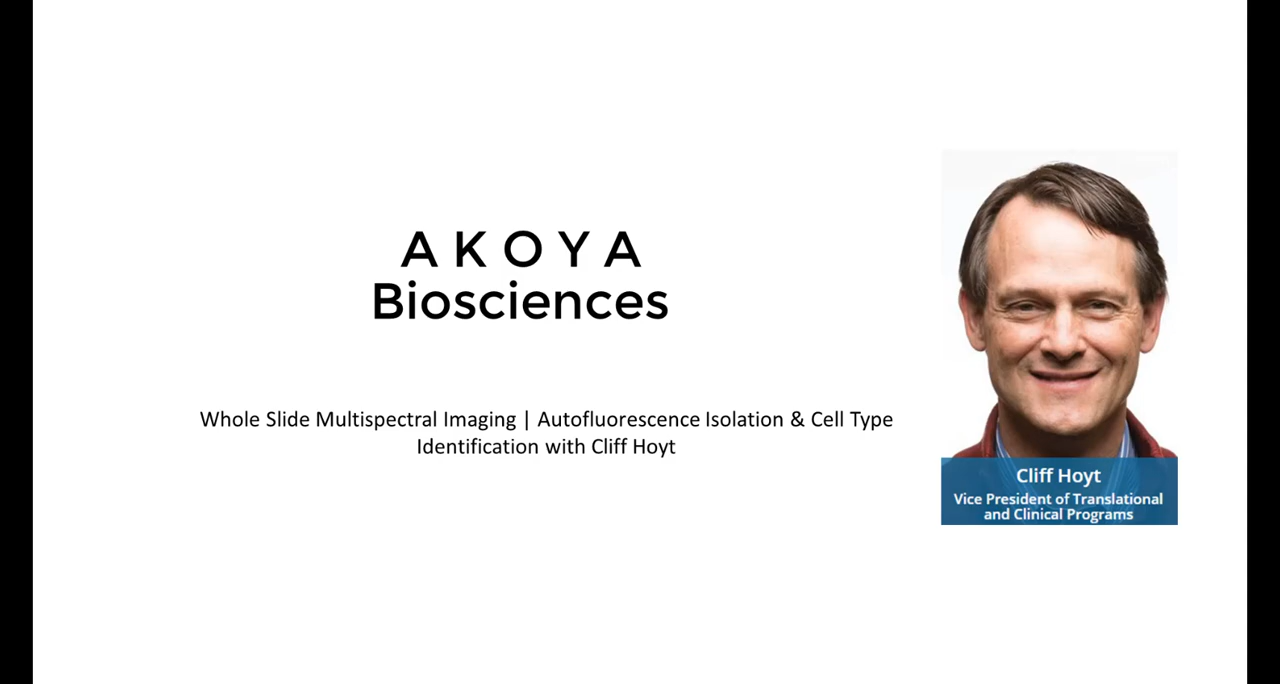 A K O Y A
Biosciences
Whole Slide Multispectral Imaging | Autofluorescence Isolation & Cell Type
Identification with Cliff Hoyt
Cliff Hoyt
Vice President of Translational
and Clinical Programs